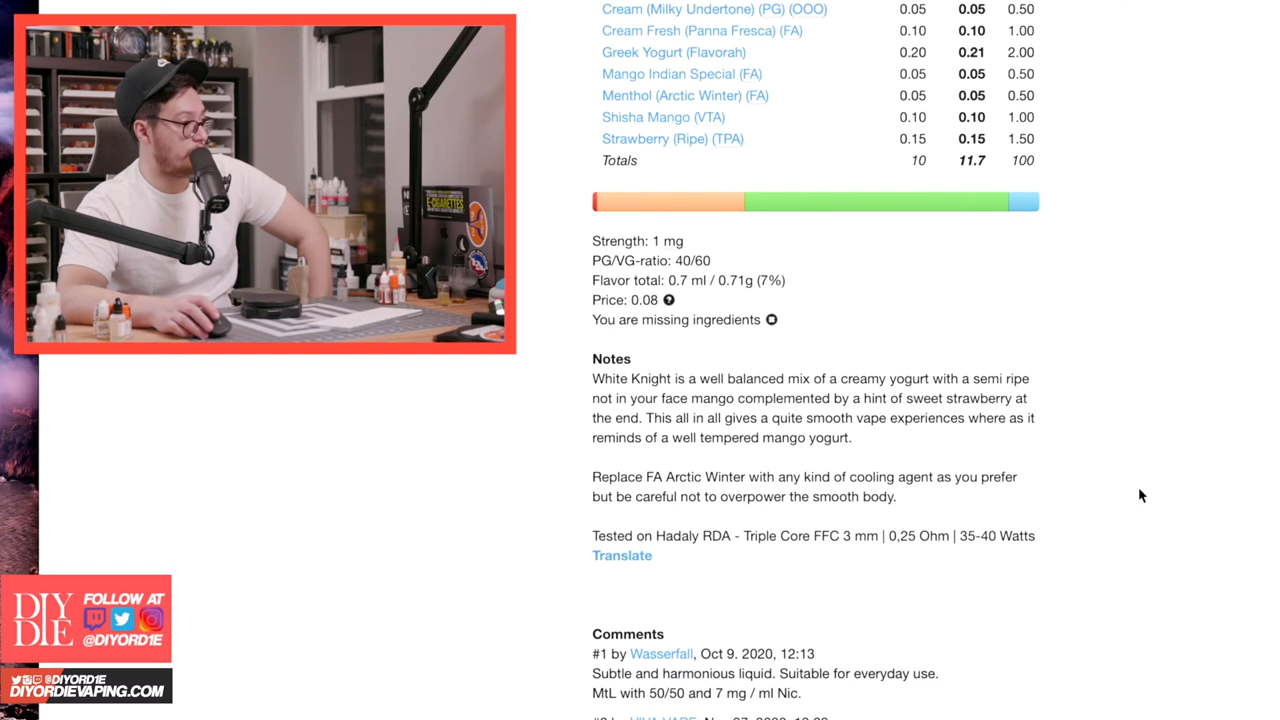 Cream (Milky Undertone) (PG) (OOO) 0.05 0.05 0.50
Cream Fresh (Panna Fresca) (FA) 0.10 0.10 1.00
Greek Yogurt (Flavorah) 0.20 0.21 2.00
Mango Indian Special (FA) 0.05 0.05 0.50
Menthol (Arctic Winter) (FA) 0.05 0.05 0.50
Shisha Mango (VTA) 0.10 0.10 1.00
Strawberry (Ripe) (TPA) 0.15 0.15 1.50
Totals 10 11.7 100
Strength: 1 mg
PG/VG-ratio: 40/60
Flavor total: 0.7 ml / 0.71g (7%)
Price: 0.08
You are missing ingredients
Notes
White Knight is a well balanced mix of a creamy yogurt with a semi ripe
not in your face mango complemented by a hint of sweet strawberry at
the end. This all in all gives a quite smooth vape experiences where as it
reminds of a well tempered mango yogurt.
Replace FA Arctic Winter with any kind of cooling agent as you prefer
but be careful not to overpower the smooth body.
Tested on Hadaly RDA - Triple Core FFC 3 mm | 0,25 Ohm | 35-40 Watts
Translate
Comments
#1 by Wasserfall, Oct 9. 2020, 12:13
Subtle and harmonious liquid. Suitable for everyday use.
MtL with 50/50 and 7 mg / ml Nic.
E-CIGARETTES
DIY
DIE
FOLLOW AT
@DIYORD1E
@DIYORD1E
DIYORDIEVAPING.COM